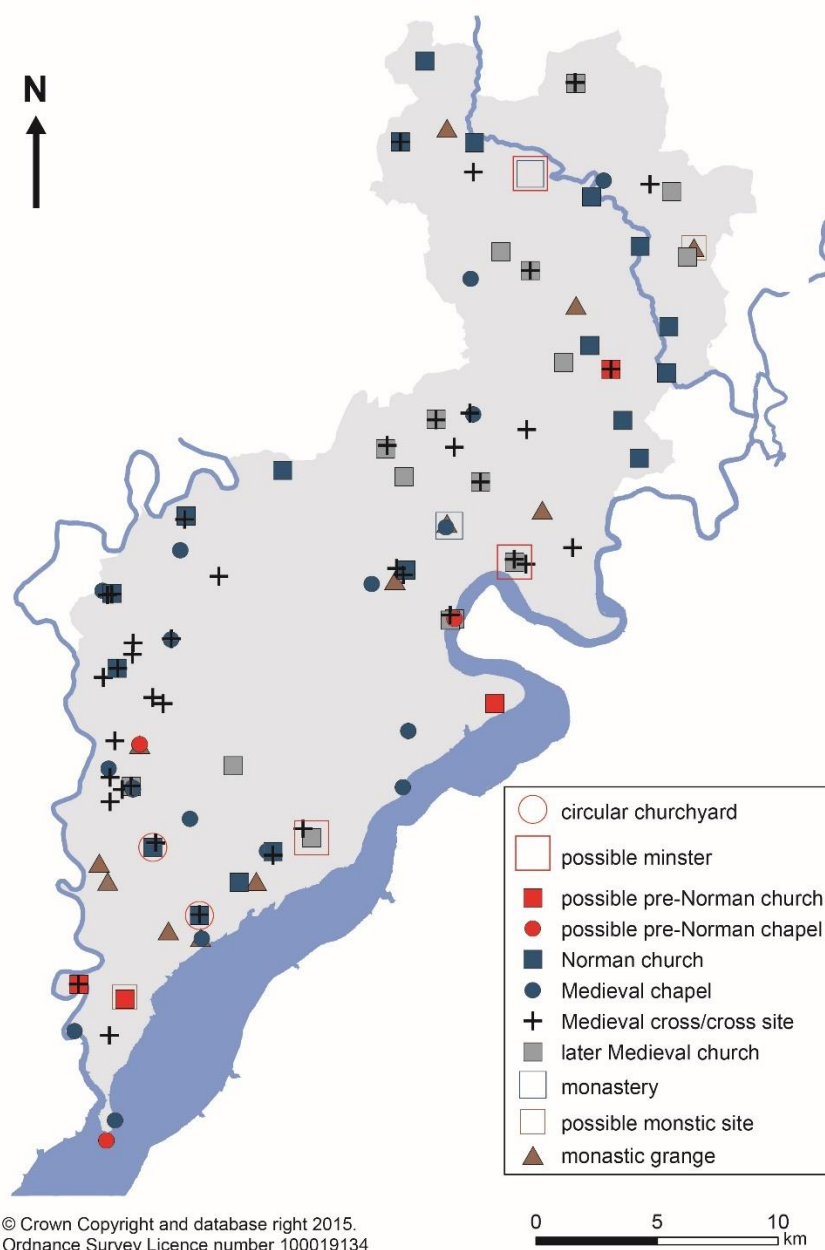 N
circular churchyard
possible minster
possible pre-Norman church
possible pre-Norman chapel
Norman church
Medieval chapel
Medieval cross/cross site
later Medieval church
monastery
possible monstic site
monastic grange
© Crown Copyright and database right 2015.
Ordnance Survey Licence number 100019134
0 5 10
km